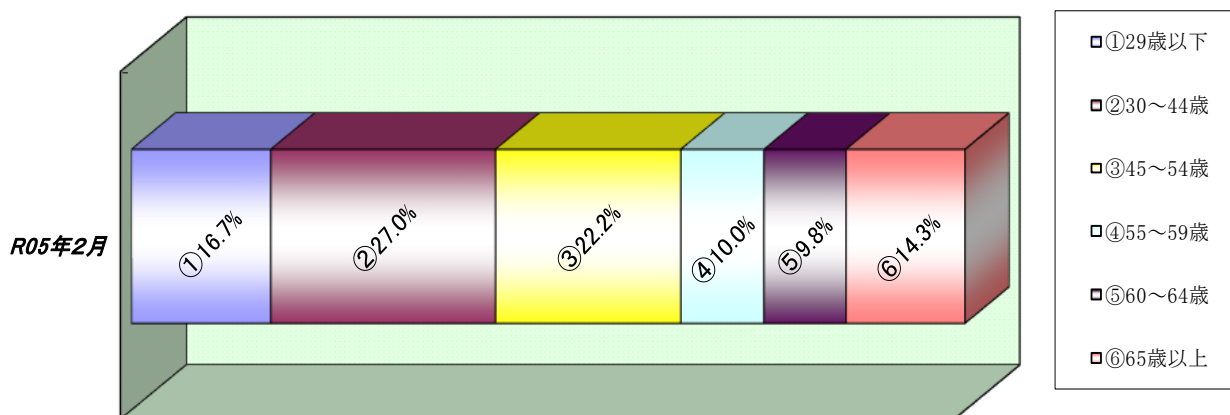 R05年2月
①16.7%
②27.0%
③22.2%
④10.0%
⑤9.8%
⑥14.3%
①29歳以下
②30～44歳
③45～54歳
④55～59歳
⑤60～64歳
⑥65歳以上